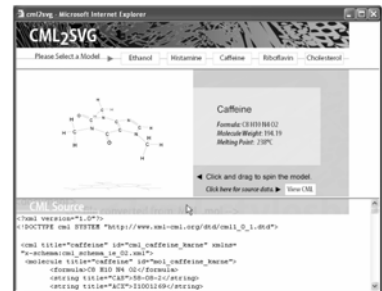 cml2svg - Microsoft Internet Explorer
CML2SVG
Please Select a Model
Ethanol Histamine Caffeine Riboflavin Cholesterol
Caffeine
Formula: C8 H10 N4 O2
Molecule Weight: 194.19
Melting Point: 238°C
Click and drag to spin the model.
Click here for source data. View CML
CML Source
<?xml version="1.0"?>
<!DOCTYPE cml SYSTEM "http://www.xml-cml.org/dtd/cml1_0_1.dtd">
<cml title="caffeine" id="cml_caffeine_karne" xmlns=
"x-schema:cml_schema_ie_02.xml">
<molecule title="caffeine" id="mol_caffeine_karne">
<formula>C8 H10 N4 O2</formula>
<string title="CAS">58-08-2</string>
<string title="ACX">I1001269</string>